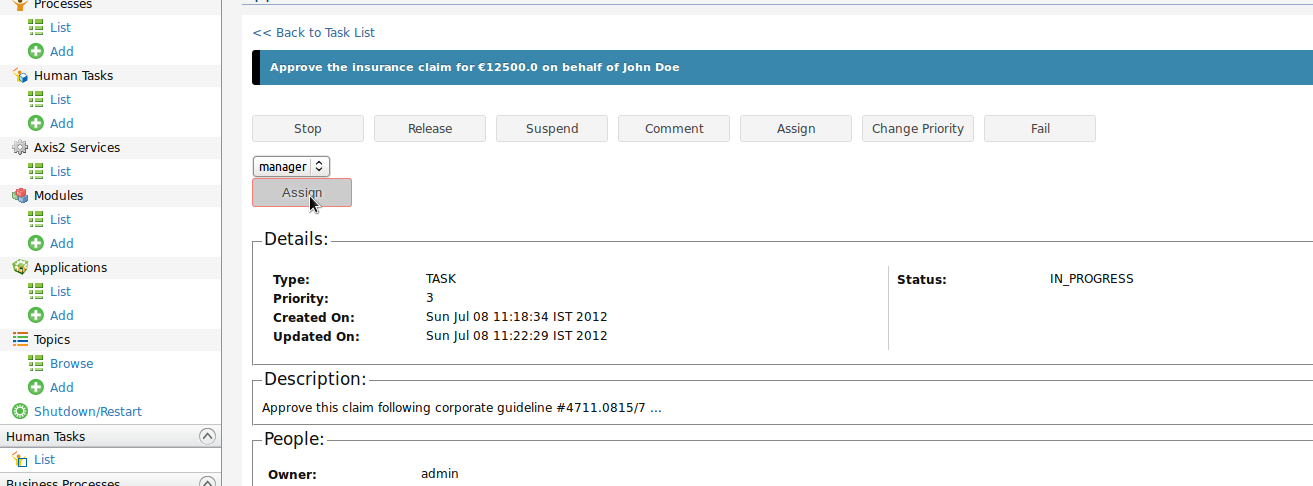 Processes
List
Add
Human Tasks
List
Add
Axis2 Services
List
Modules
List
Add
Applications
List
Add
Topics
Browse
Add
Shutdown/Restart
Human Tasks
List
Business Processes
<< Back to Task List
Approve the insurance claim for €12500.0 on behalf of John Doe
Stop Release Suspend Comment Assign Change Priority Fail
manager
Assign
Details:
Type: TASK
Priority: 3
Created On: Sun Jul 08 11:18:34 IST 2012
Updated On: Sun Jul 08 11:22:29 IST 2012
Status: IN_PROGRESS
Description:
Approve this claim following corporate guideline #4711.0815/7 ...
People:
Owner: admin